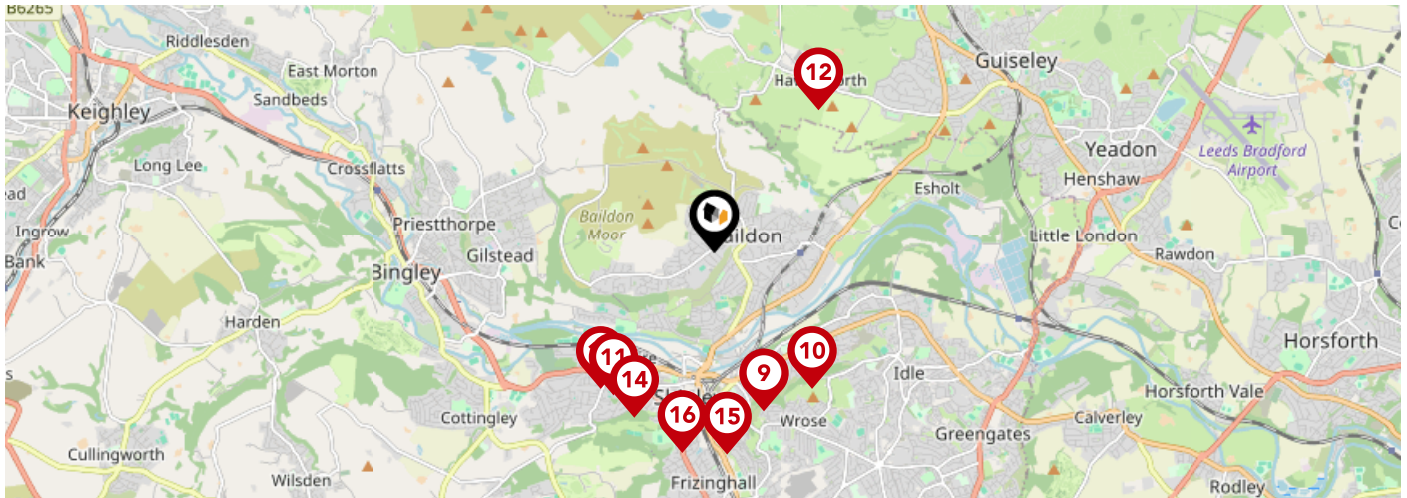 B6265
Riddlesden
East Morton
Guiseley
12
Sandbeds
Keighley
Yeadon
Leeds Bradford
Airport
Long Lee
Crossflatts
Henshaw
Esholt
Baildon
Moor
Priestthorpe
Ingrow
Little London
Gilstead
Rawdon
Bank
Bingley
Harden
Horsforth
11
10
14
9
Idle
Horsforth Vale
16
15
Cottingley
Wrose
Calverley
Greengates
Cullingworth
Wilsden
Frizinghall
Rodley